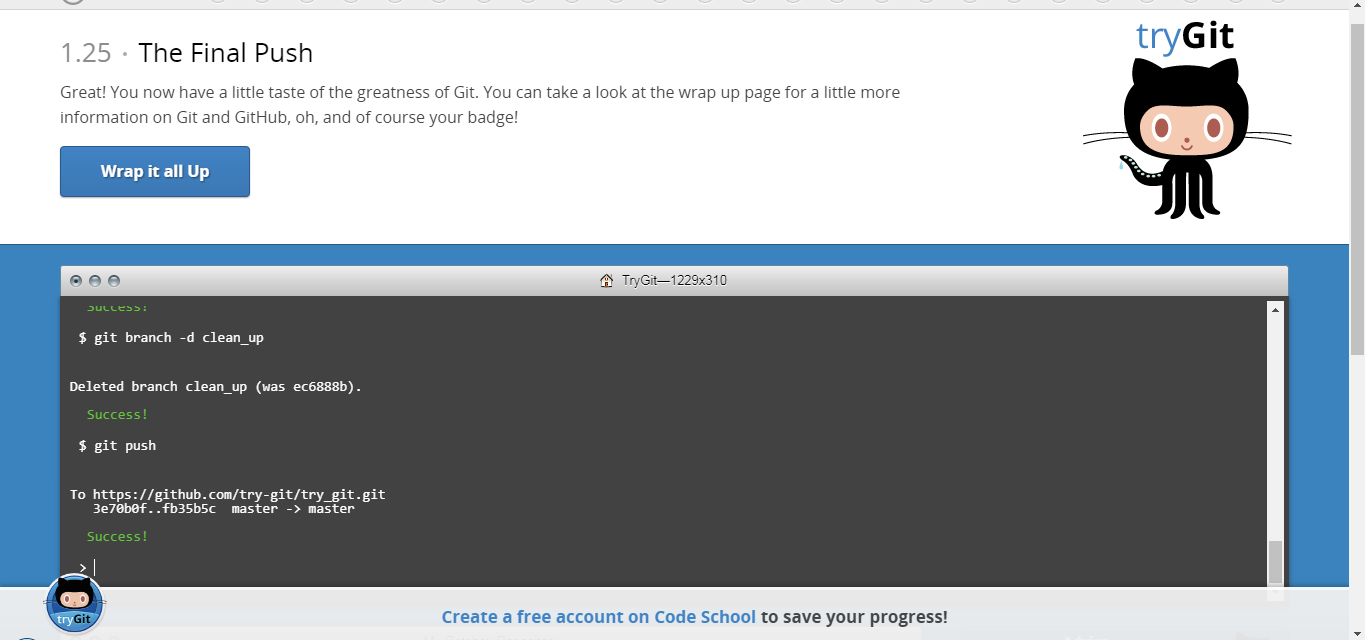 tryGit
1.25 · The Final Push
Great! You now have a little taste of the greatness of Git. You can take a look at the wrap up page for a little more
information on Git and GitHub, oh, and of course your badge!
Wrap it all Up
TryGit—1229x310
Success!
$ git branch -d clean_up
Deleted branch clean_up (was ec6888b).
Success!
$ git push
To https://github.com/try-git/try_git.git
3e70b0f..fb35b5c master -> master
Success!
>
tryGit
Create a free account on Code School to save your progress!